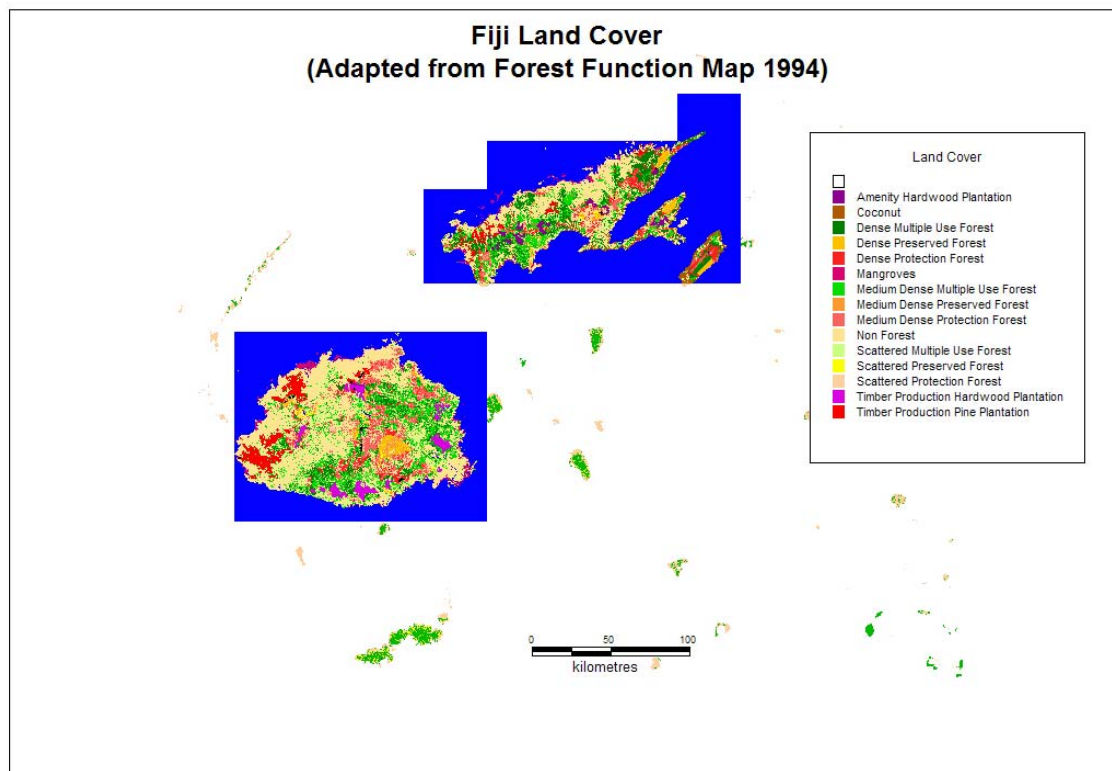 Fiji Land Cover
(Adapted from Forest Function Map 1994)
Land Cover
Amenity Hardwood Plantation
Coconut
Dense Multiple Use Forest
Dense Preserved Forest
Dense Protection Forest
Mangroves
Medium Dense Multiple Use Forest
Medium Dense Preserved Forest
Medium Dense Protection Forest
Non Forest
Scattered Multiple Use Forest
Scattered Preserved Forest
Scattered Protection Forest
Timber Production Hardwood Plantation
Timber Production Pine Plantation
0 50 100
kilometres